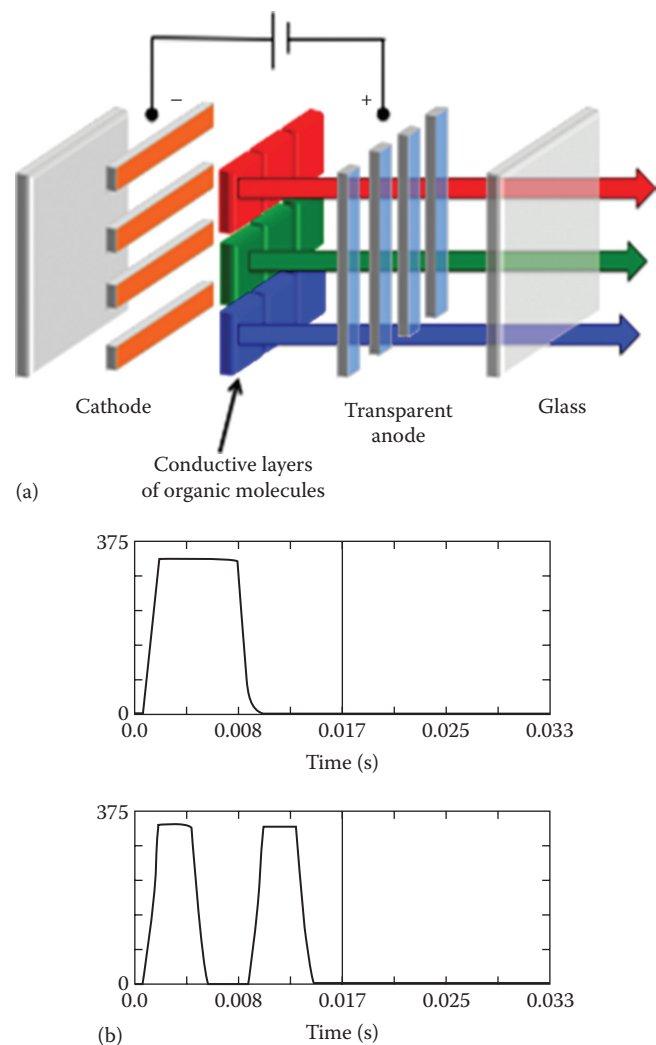 − +
Cathode
Transparent
anode
Glass
Conductive layers
of organic molecules
(a)
375
0
0.0 0.008 0.017 0.025 0.033
Time (s)
375
0
0.0 0.008 0.017 0.025 0.033
(b) Time (s)